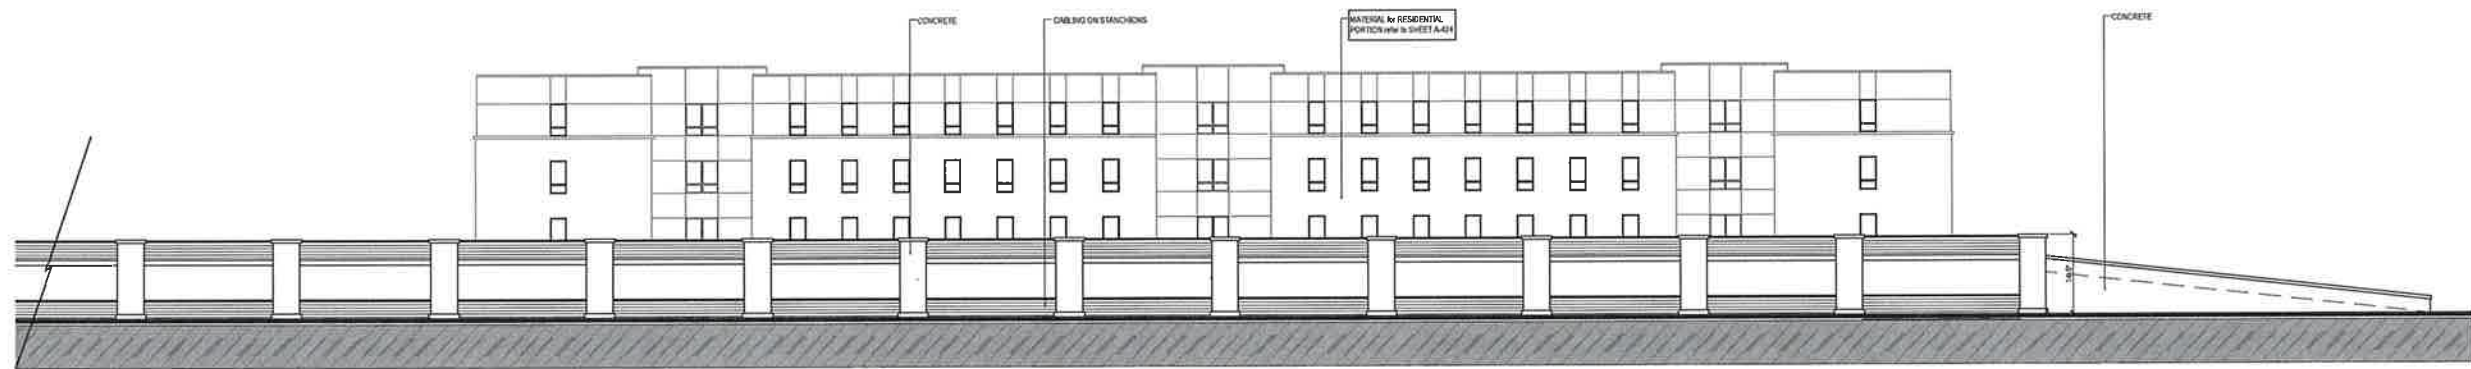 CONCRETE
CABLING ON STANCHIONS
MATERIAL for RESIDENTIAL
PORTION refer to SHEET A-424
CONCRETE